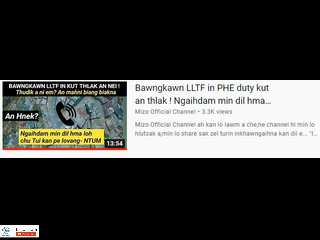 BAWNGKAWN LLTF IN KUT THLAK AN NEI !
Thudik a ni em? An mahni biang biakna
An Hnek?
Ngaihdam min dil hma loh
chu Tui kan pe lovang- NTUM
13:54
Bawngkawn LLTF in PHE duty kut
an thlak ! Ngaihdam min dil hma…
Mizo Official Channel • 3.3K views
Mizo Official Channel ah kan lo lawm a che,he channel hi min lo
hlutsak a,min lo share sak zel turin inkhawngaihna kan dil e... "I…